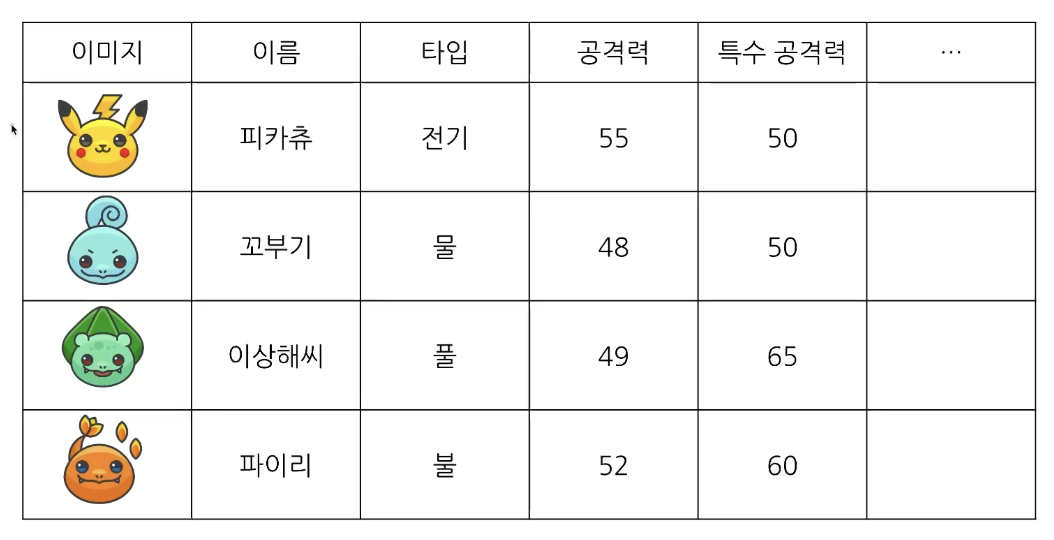 이미지 이름 타입 공격력 특수 공격력 …
피카츄 전기 55 50
꼬부기 물 48 50
이상해씨 풀 49 65
파이리 불 52 60